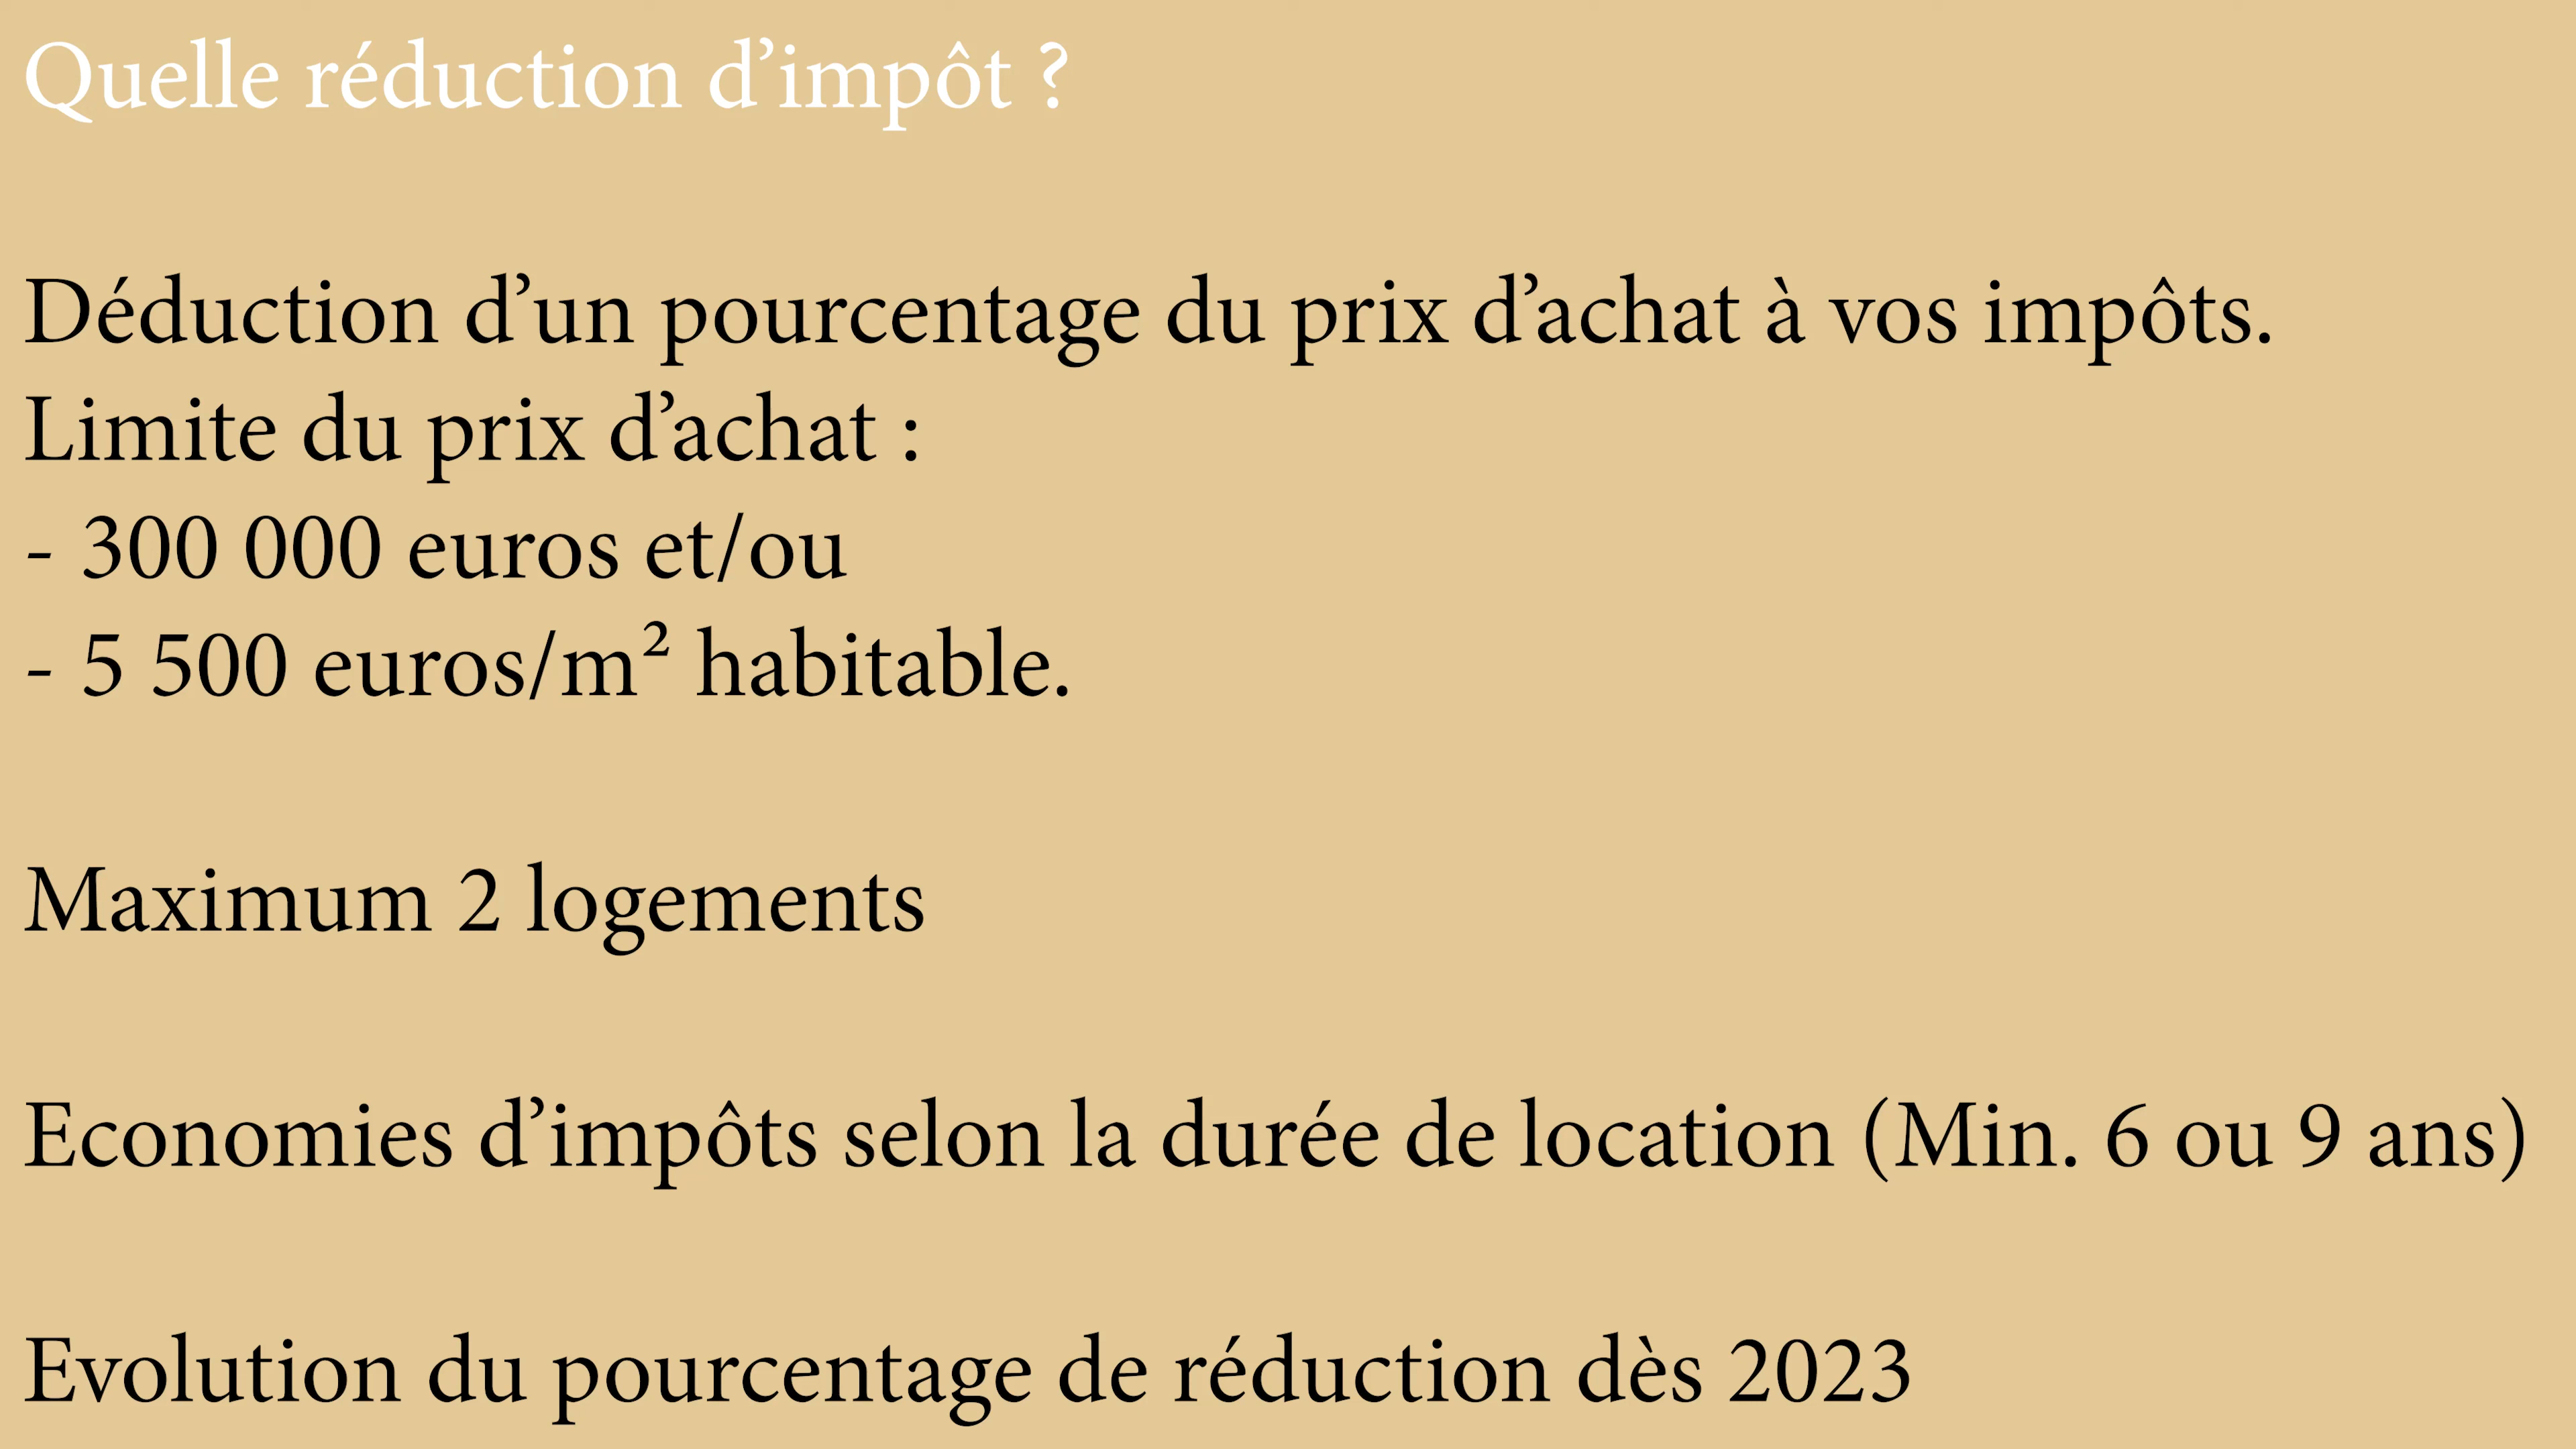 Quelle réduction d’impôt ?
Déduction d’un pourcentage du prix d’achat à vos impôts.
Limite du prix d’achat :
- 300 000 euros et/ou
- 5 500 euros/m² habitable.
Maximum 2 logements
Economies d’impôts selon la durée de location (Min. 6 ou 9 ans)
Evolution du pourcentage de réduction dès 2023